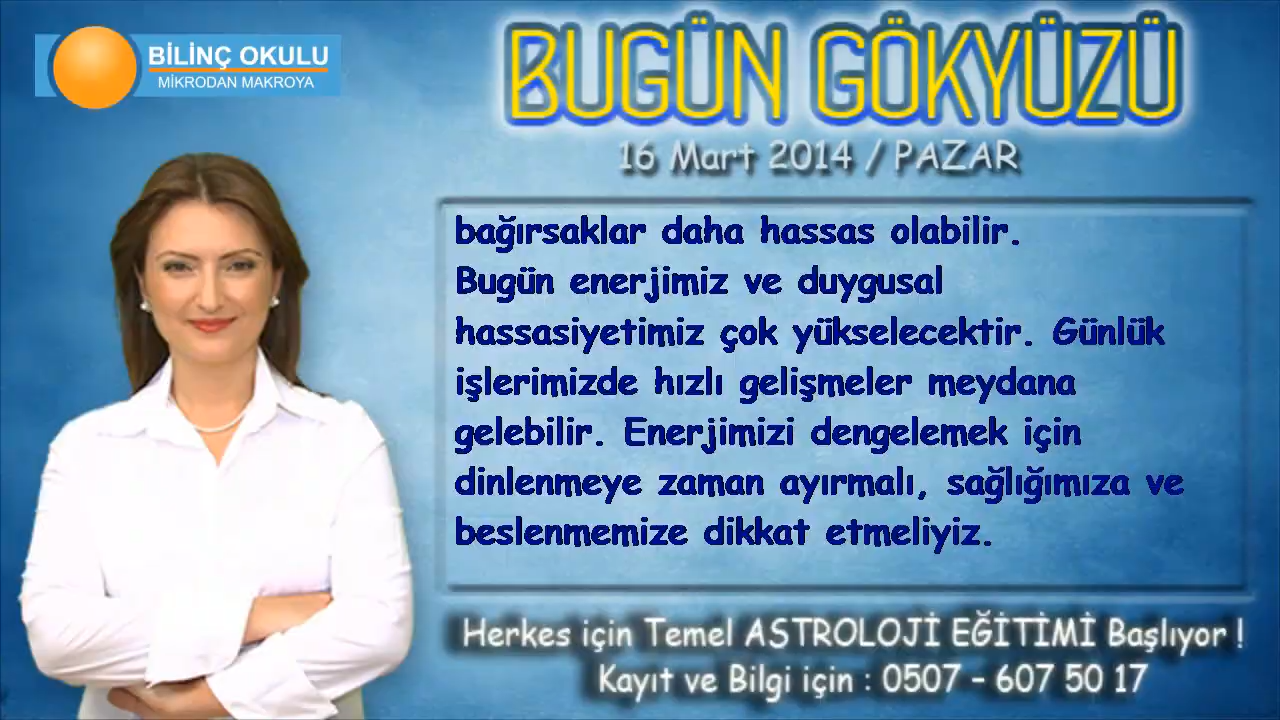 BİLİNÇ OKULU
MİKRODAN MAKROYA
BUGÜN GÖKYÜZÜ
16 Mart 2014 / PAZAR
bağırsaklar daha hassas olabilir.
Bugün enerjimiz ve duygusal
hassasiyetimiz çok yükselecektir. Günlük
işlerimizde hızlı gelişmeler meydana
gelebilir. Enerjimizi dengelemek için
dinlenmeye zaman ayırmalı, sağlığımıza ve
beslenmemize dikkat etmeliyiz.
Herkes için Temel ASTROLOJİ EĞİTİMİ Başlıyor !
Kayıt ve Bilgi için : 0507 - 607 50 17